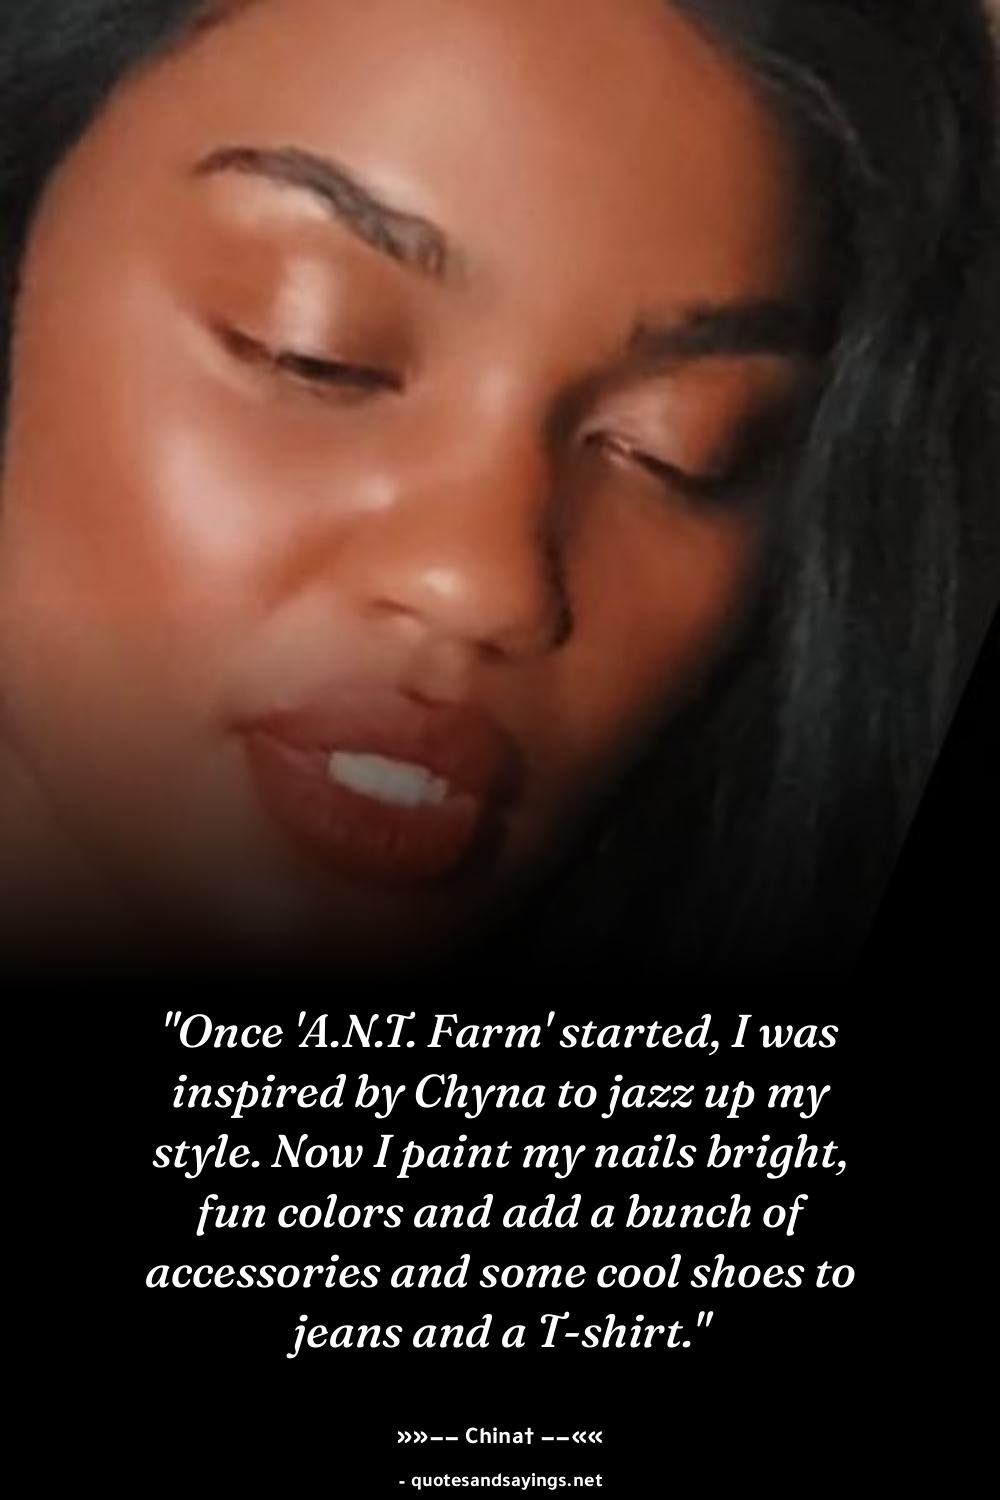 "Once 'A.N.T. Farm' started, I was
inspired by Chyna to jazz up my
style. Now I paint my nails bright,
fun colors and add a bunch of
accessories and some cool shoes to
jeans and a T-shirt."
»»–– China† ––««
- quotesandsayings.net